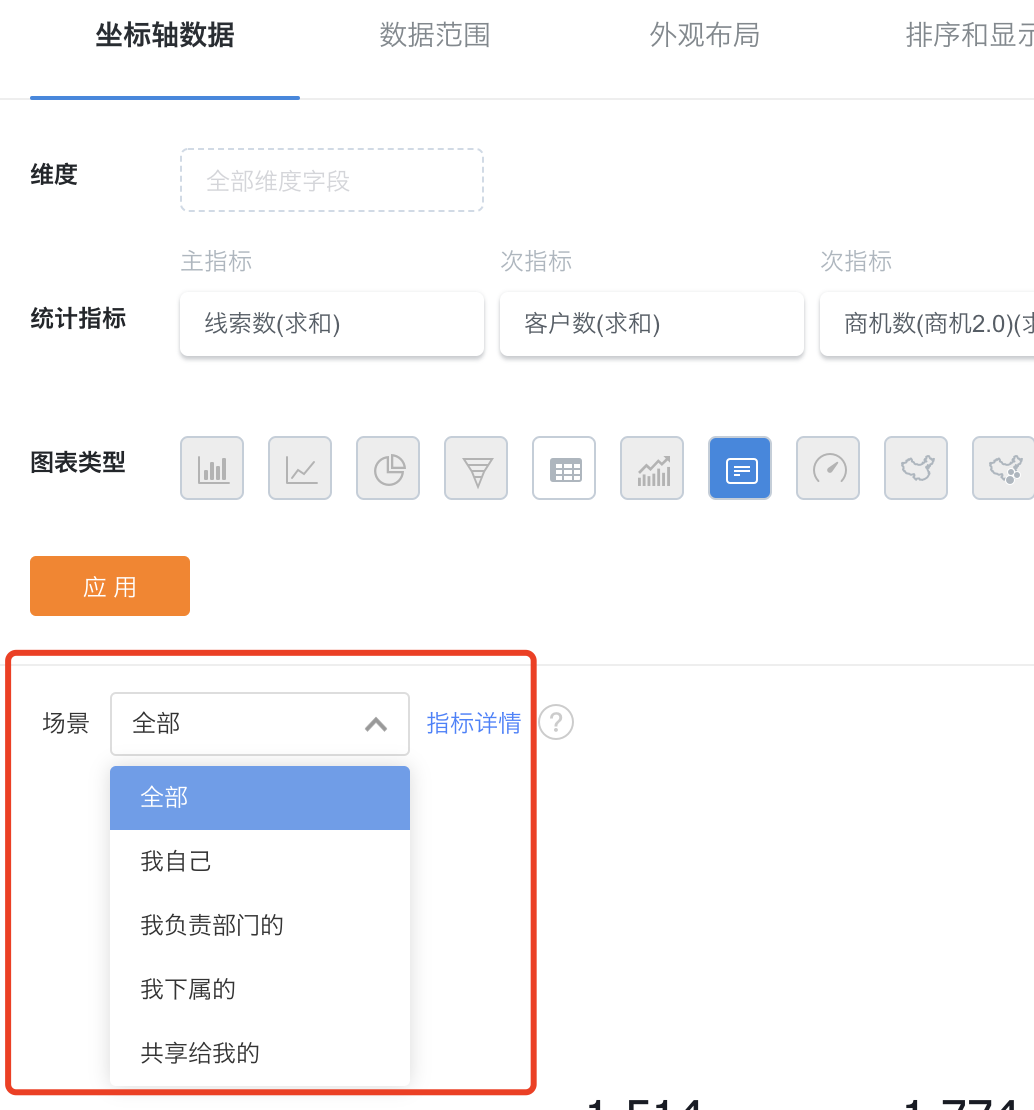 坐标轴数据 数据范围 外观布局 排序和显示
维度 全部维度字段
主指标 次指标 次指标
统计指标 线索数(求和) 客户数(求和) 商机数(商机2.0)(求
图表类型
应 用
场景 全部 指标详情 ?
全部
我自己
我负责部门的
我下属的
共享给我的
1,514 1,774